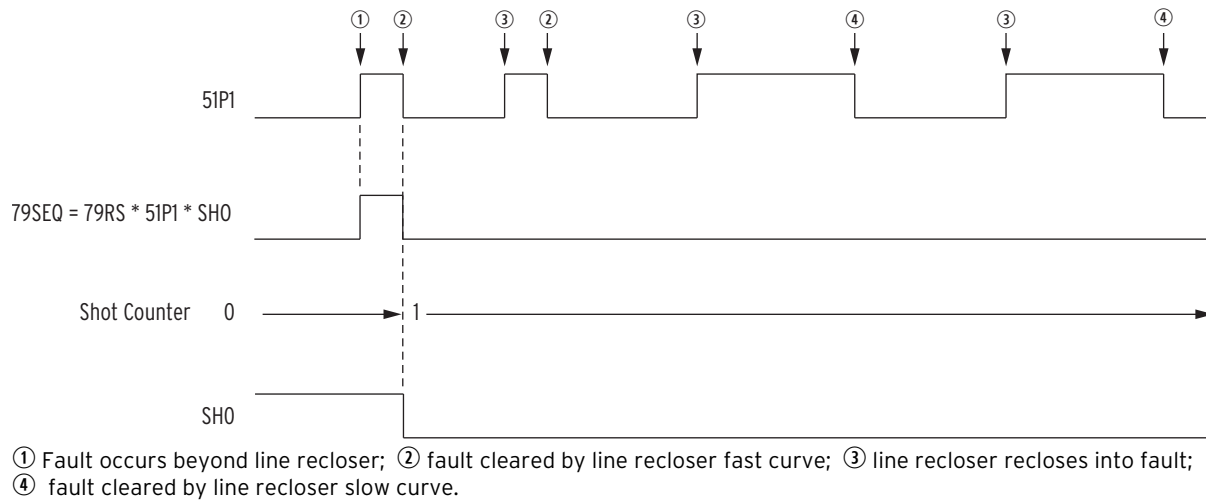 ① ② ③ ② ③ ④ ③ ④
51P1
79SEQ = 79RS * 51P1 * SH0
Shot Counter 0 1
SH0
① Fault occurs beyond line recloser; ② fault cleared by line recloser fast curve; ③ line recloser recloses into fault;
④ fault cleared by line recloser slow curve.